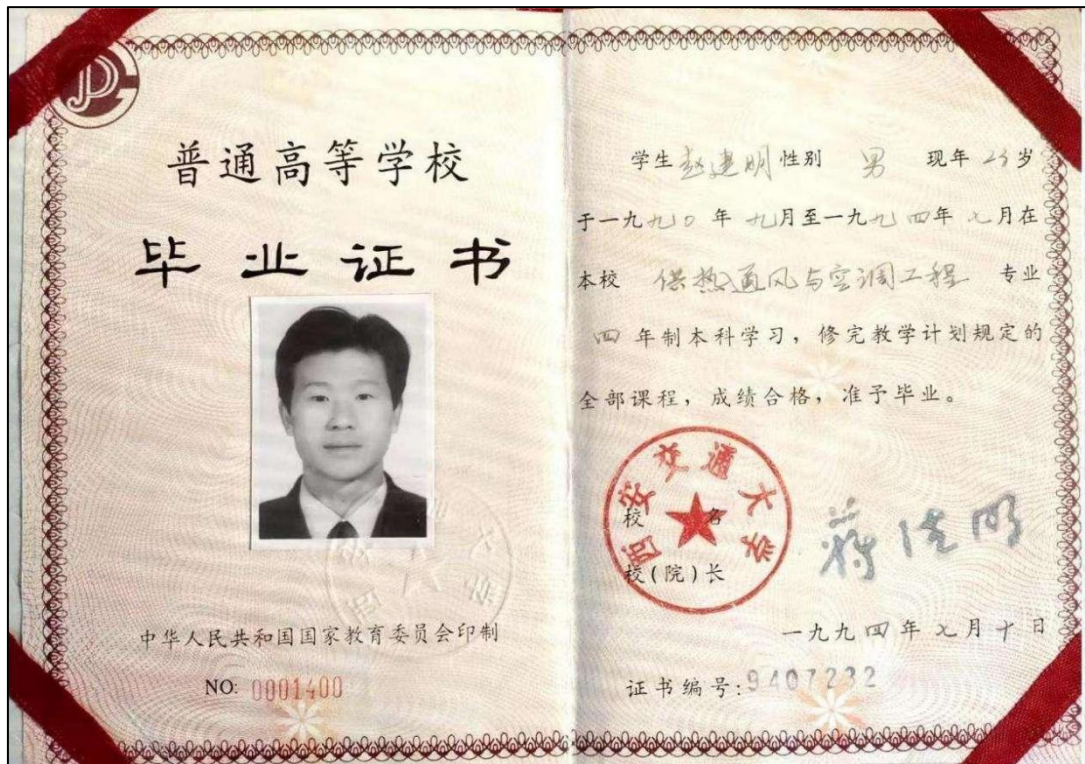 普通高等学校
毕业证书
中华人民共和国国家教育委员会印制
NO: 0001400
学生赵建明性别 男 现年 岁
于一九九〇年 九月至一九九四年 七月在
本校 供热通风与空调工程 专业
四 年制本科学习，修完教学计划规定的
全部课程，成绩合格，准予毕业。
西安交通大学
校 名
校(院)长 蒋德明
一九九四年七月十日
证书编号:9407232